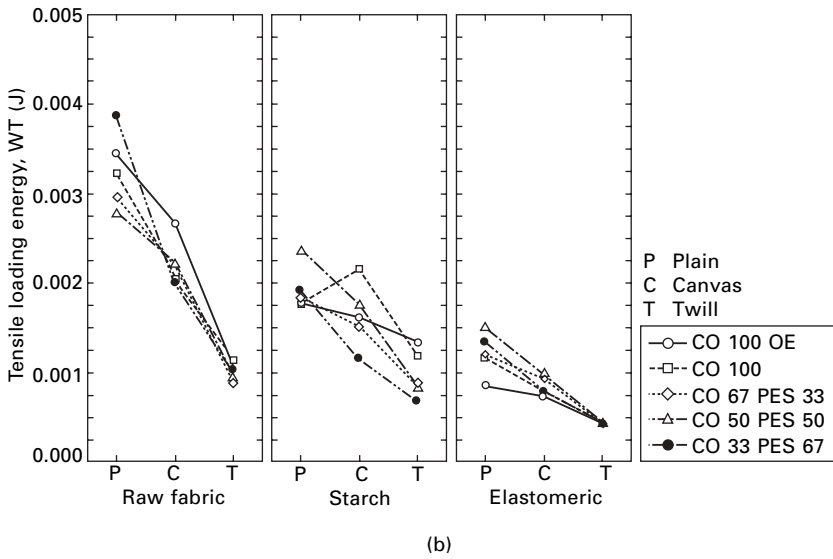 Tensile loading energy, WT (J)
0.005
0.004
0.003
0.002
0.001
0.000
P C T
Raw fabric
P C T
Starch
P C T
Elastomeric
P Plain
C Canvas
T Twill
CO 100 OE
CO 100
CO 67 PES 33
CO 50 PES 50
CO 33 PES 67
(b)